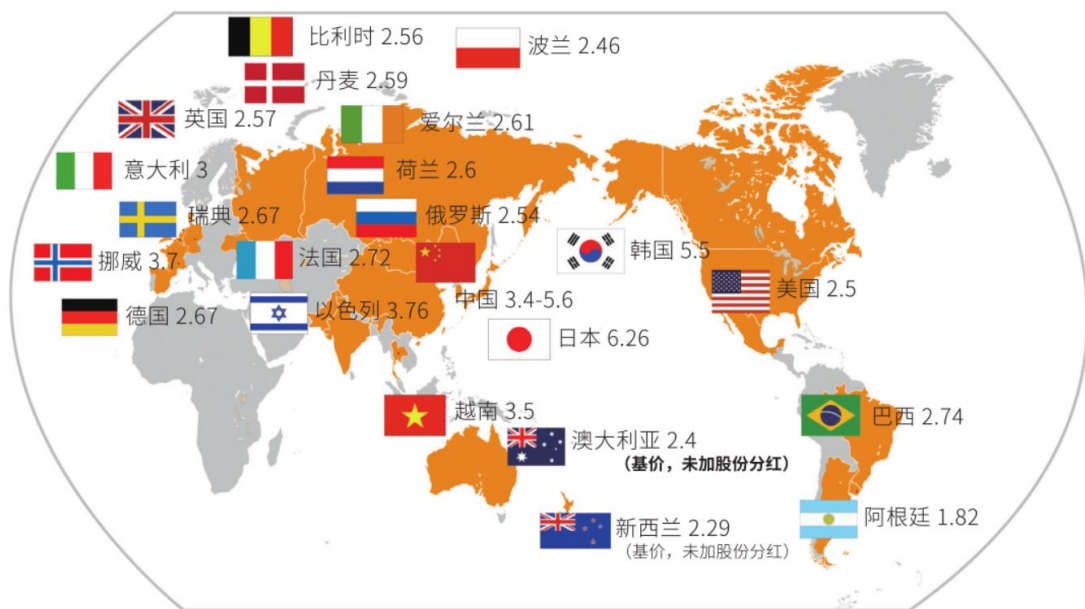 比利时 2.56
波兰 2.46
丹麦 2.59
英国 2.57
爱尔兰 2.61
意大利 3
荷兰 2.6
瑞典 2.67
俄罗斯 2.54
挪威 3.7
法国 2.72
韩国 5.5
中国 3.4-5.6
美国 2.5
德国 2.67
以色列 3.76
日本 6.26
越南 3.5
巴西 2.74
澳大利亚 2.4
（基价，未加股份分红）
阿根廷 1.82
新西兰 2.29
（基价，未加股份分红）